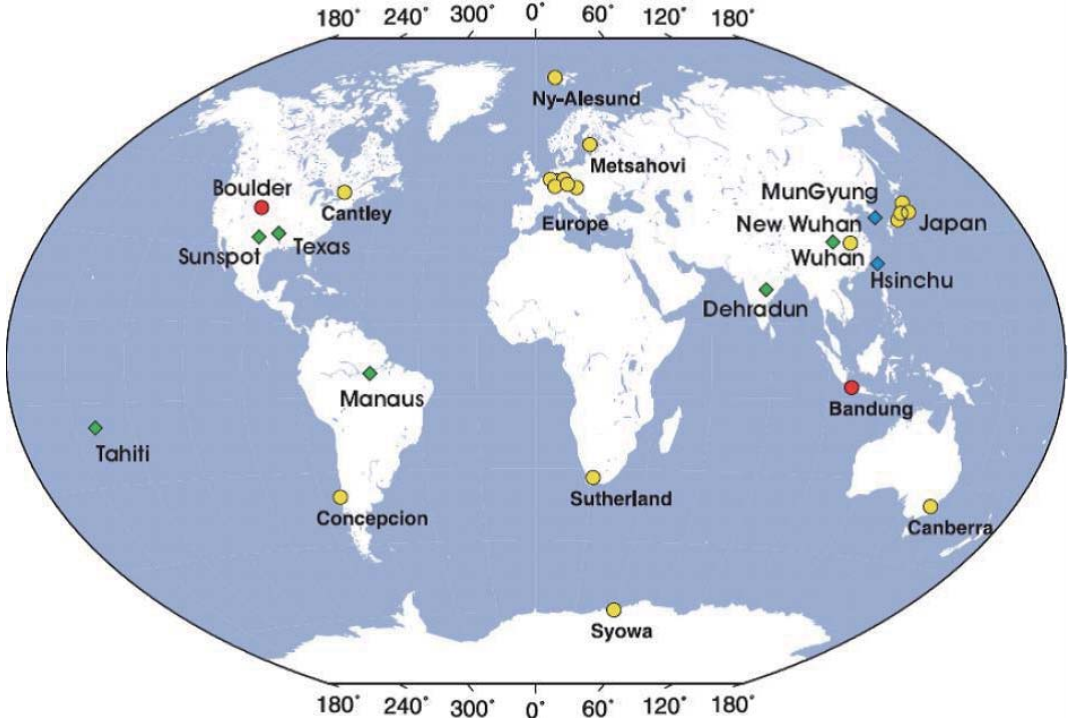 180° 240° 300° 0° 60° 120° 180°
Ny-Alesund
Metsahovi
Boulder
MunGyung
Cantley
Europe
New Wuhan
Japan
Sunspot
Texas
Wuhan
Hsinchu
Dehradun
Manaus
Bandung
Tahiti
Sutherland
Concepcion
Canberra
Syowa
180° 240° 300° 0° 60° 120° 180°